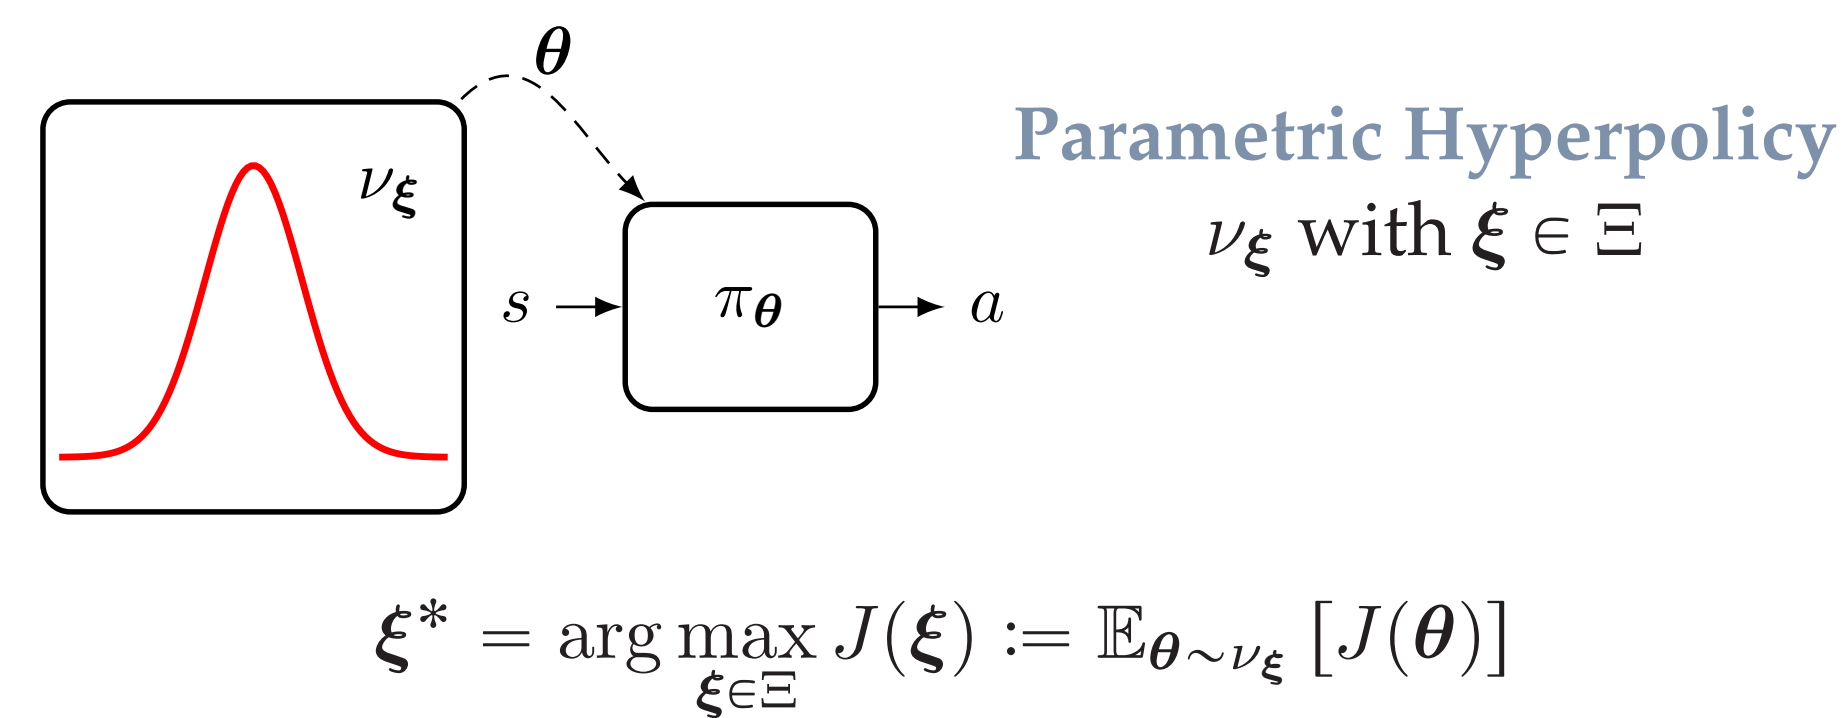 θ
Parametric Hyperpolicy
ν_ξ
ν_ξ with ξ ∈ Ξ
s
π_θ
a
ξ* = arg max_{ξ∈Ξ} J(ξ) := 𝔼_{θ∼ν_ξ} [J(θ)]